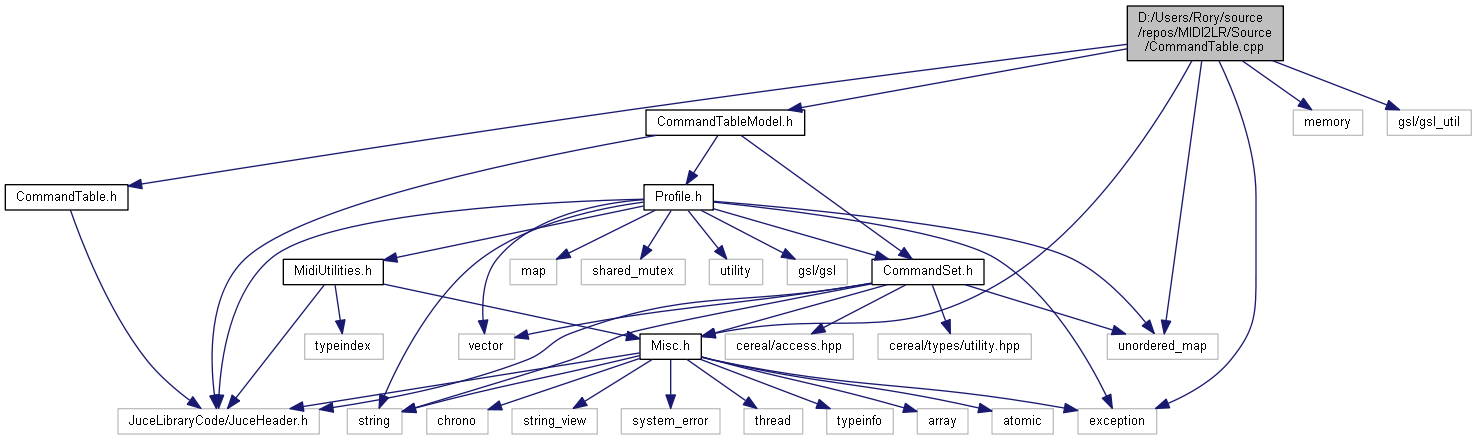 D:/Users/Rory/source
/repos/MIDI2LR/Source
/CommandTable.cpp
CommandTableModel.h
memory
gsl/gsl_util
CommandTable.h
Profile.h
MidiUtilities.h
map
shared_mutex
utility
gsl/gsl
CommandSet.h
typeindex
vector
Misc.h
cereal/access.hpp
cereal/types/utility.hpp
unordered_map
JuceLibraryCode/JuceHeader.h
string
chrono
string_view
system_error
thread
typeinfo
array
atomic
exception